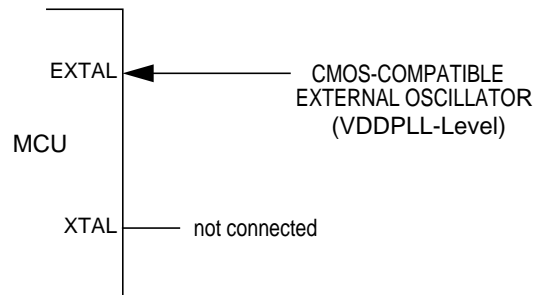 EXTAL
CMOS-COMPATIBLE
EXTERNAL OSCILLATOR
(VDDPLL-Level)
MCU
XTAL
not connected